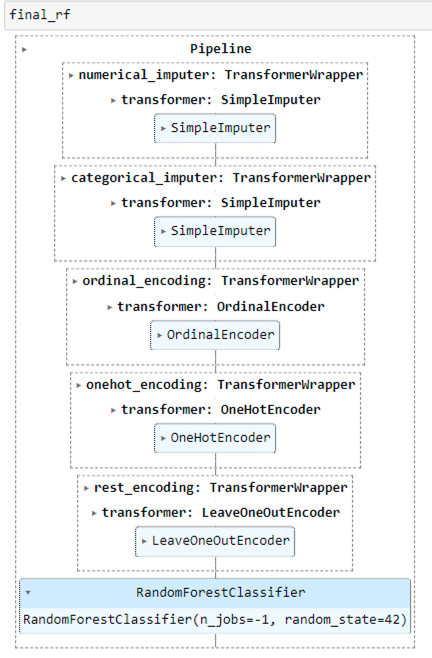 final_rf
Pipeline
numerical_imputer: TransformerWrapper
transformer: SimpleImputer
SimpleImputer
categorical_imputer: TransformerWrapper
transformer: SimpleImputer
SimpleImputer
ordinal_encoding: TransformerWrapper
transformer: OrdinalEncoder
OrdinalEncoder
onehot_encoding: TransformerWrapper
transformer: OneHotEncoder
OneHotEncoder
rest_encoding: TransformerWrapper
transformer: LeaveOneOutEncoder
LeaveOneOutEncoder
RandomForestClassifier
RandomForestClassifier(n_jobs=-1, random_state=42)